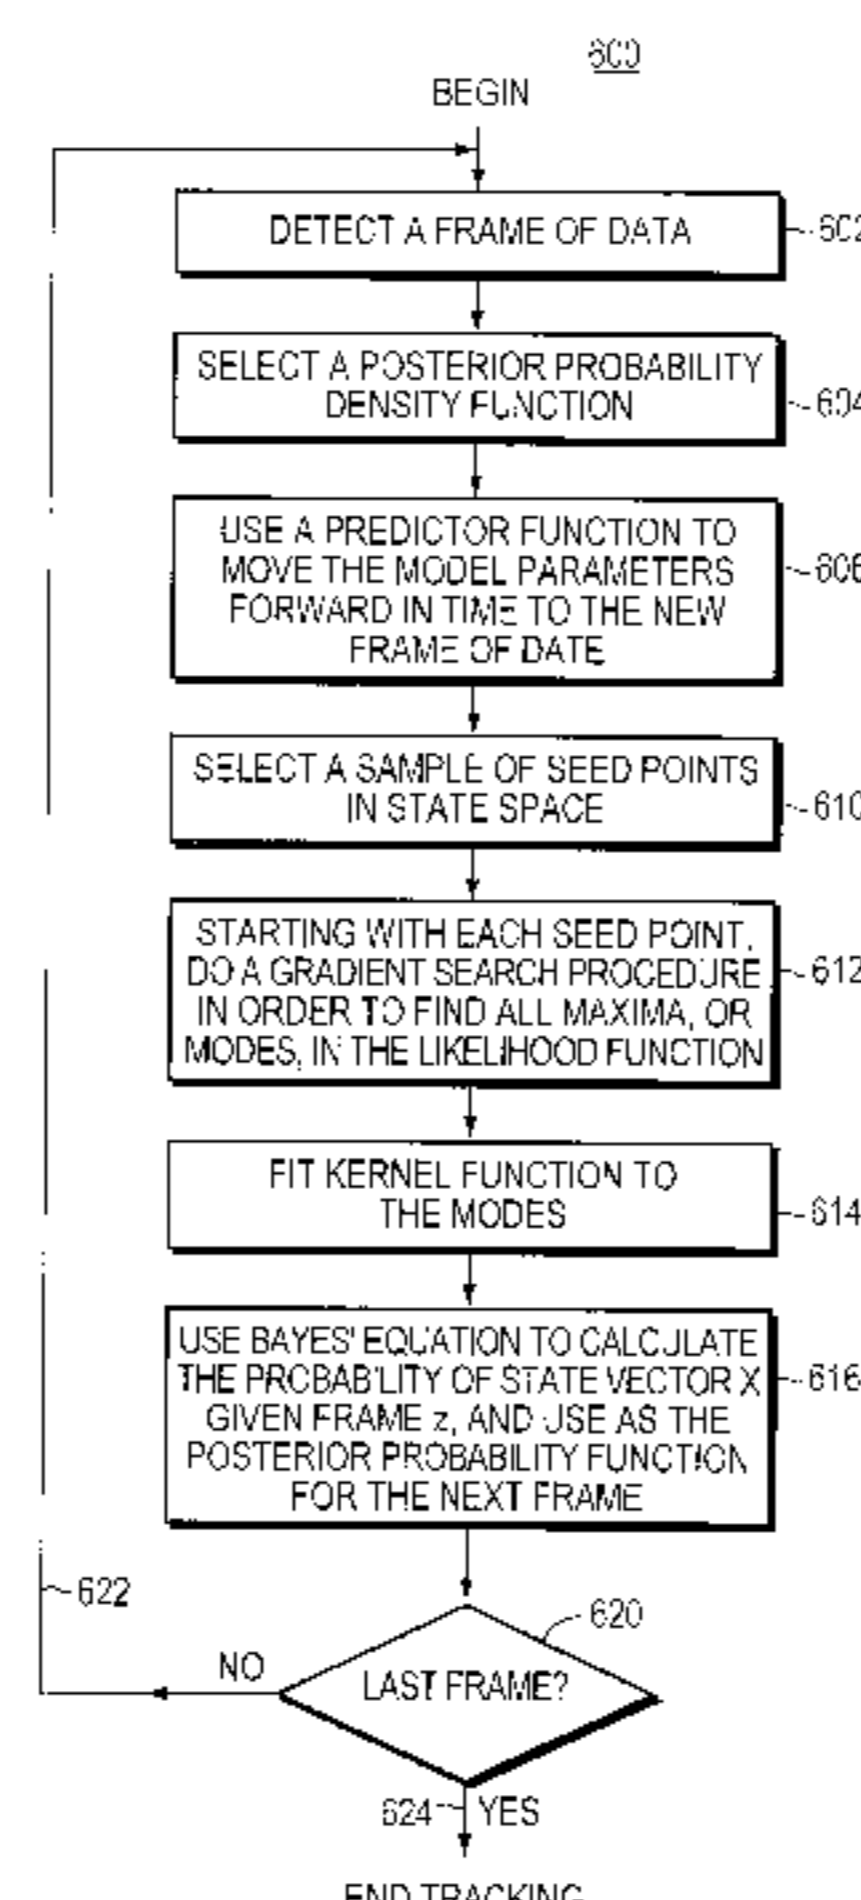 600
BEGIN
DETECT A FRAME OF DATA
602
SELECT A POSTERIOR PROBABILITY
DENSITY FUNCTION
604
USE A PREDICTOR FUNCTION TO
MOVE THE MODEL PARAMETERS
FORWARD IN TIME TO THE NEW
FRAME OF DATE
606
SELECT A SAMPLE OF SEED POINTS
IN STATE SPACE
610
STARTING WITH EACH SEED POINT,
DO A GRADIENT SEARCH PROCEDURE
IN ORDER TO FIND ALL MAXIMA, OR
MODES, IN THE LIKELIHOOD FUNCTION
612
FIT KERNEL FUNCTION TO
THE MODES
614
USE BAYES' EQUATION TO CALCULATE
THE PROBABILITY OF STATE VECTOR X
GIVEN FRAME z, AND USE AS THE
POSTERIOR PROBABILITY FUNCTION
FOR THE NEXT FRAME
616
622
620
NO
LAST FRAME?
624
YES
END TRACKING